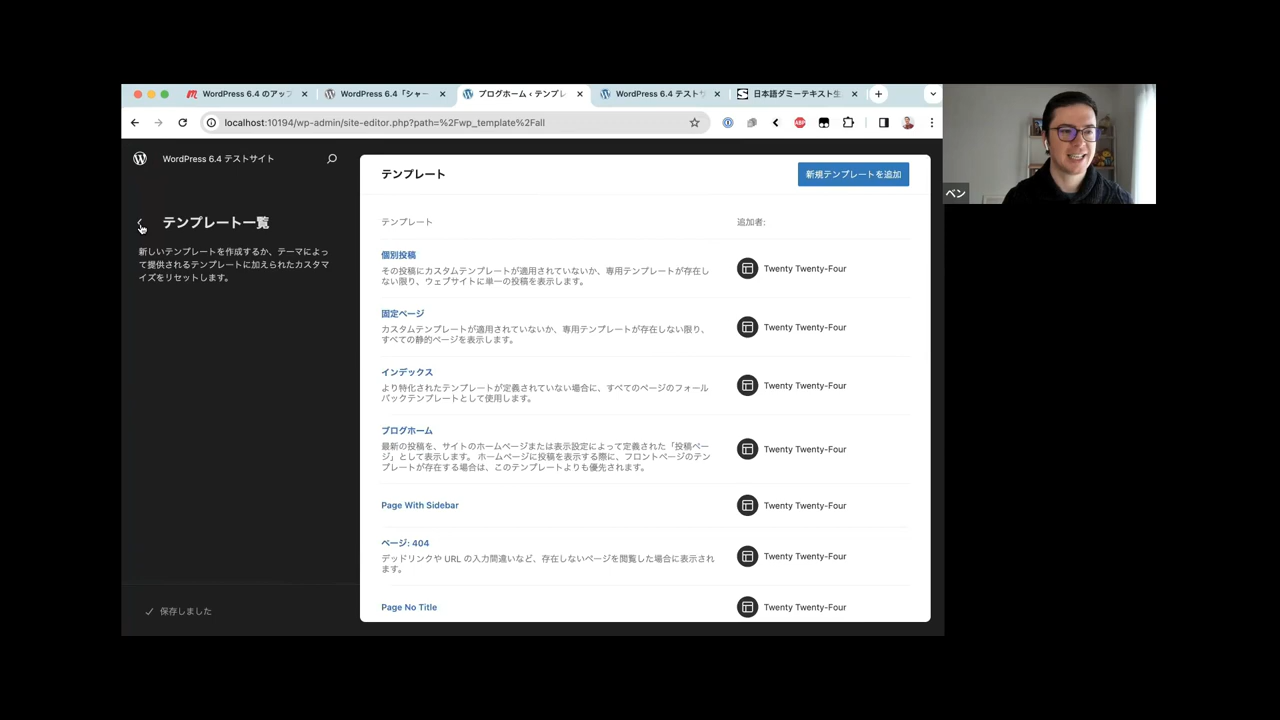 WordPress 6.4 のアップ
WordPress 6.4「シャー
ブログホーム ‹ テンプレ
WordPress 6.4 テストサ
日本語ダミーテキスト生
localhost:10194/wp-admin/site-editor.php?path=%2Fwp_template%2Fall
ABP
WordPress 6.4 テストサイト
テンプレート一覧
新しいテンプレートを作成するか、テーマによっ
て提供されるテンプレートに加えられたカスタマ
イズをリセットします。
保存しました
テンプレート
新規テンプレートを追加
テンプレート
追加者:
個別投稿
その投稿にカスタムテンプレートが適用されていないか、専用テンプレートが存在し
ない限り、ウェブサイトに単一の投稿を表示します。
Twenty Twenty-Four
固定ページ
カスタムテンプレートが適用されていないか、専用テンプレートが存在しない限り、
すべての静的ページを表示します。
Twenty Twenty-Four
インデックス
より特化されたテンプレートが定義されていない場合に、すべてのページのフォール
バックテンプレートとして使用します。
Twenty Twenty-Four
ブログホーム
最新の投稿を、サイトのホームページまたは表示設定によって定義された「投稿ペー
ジ」として表示します。 ホームページに投稿を表示する際に、フロントページのテン
プレートが存在する場合は、このテンプレートよりも優先されます。
Twenty Twenty-Four
Page With Sidebar
Twenty Twenty-Four
ページ: 404
デッドリンクや URL の入力間違いなど、存在しないページを閲覧した場合に表示され
ます。
Twenty Twenty-Four
Page No Title
Twenty Twenty-Four
ベン